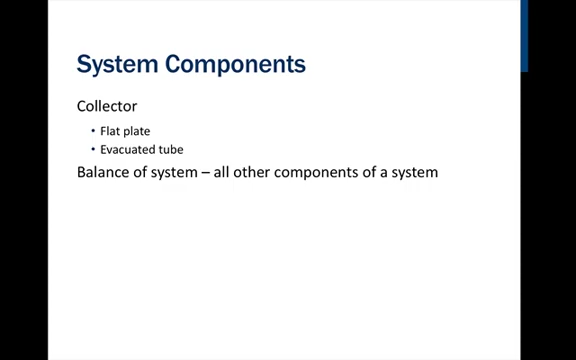 System Components
Collector
• Flat plate
• Evacuated tube
Balance of system – all other components of a system